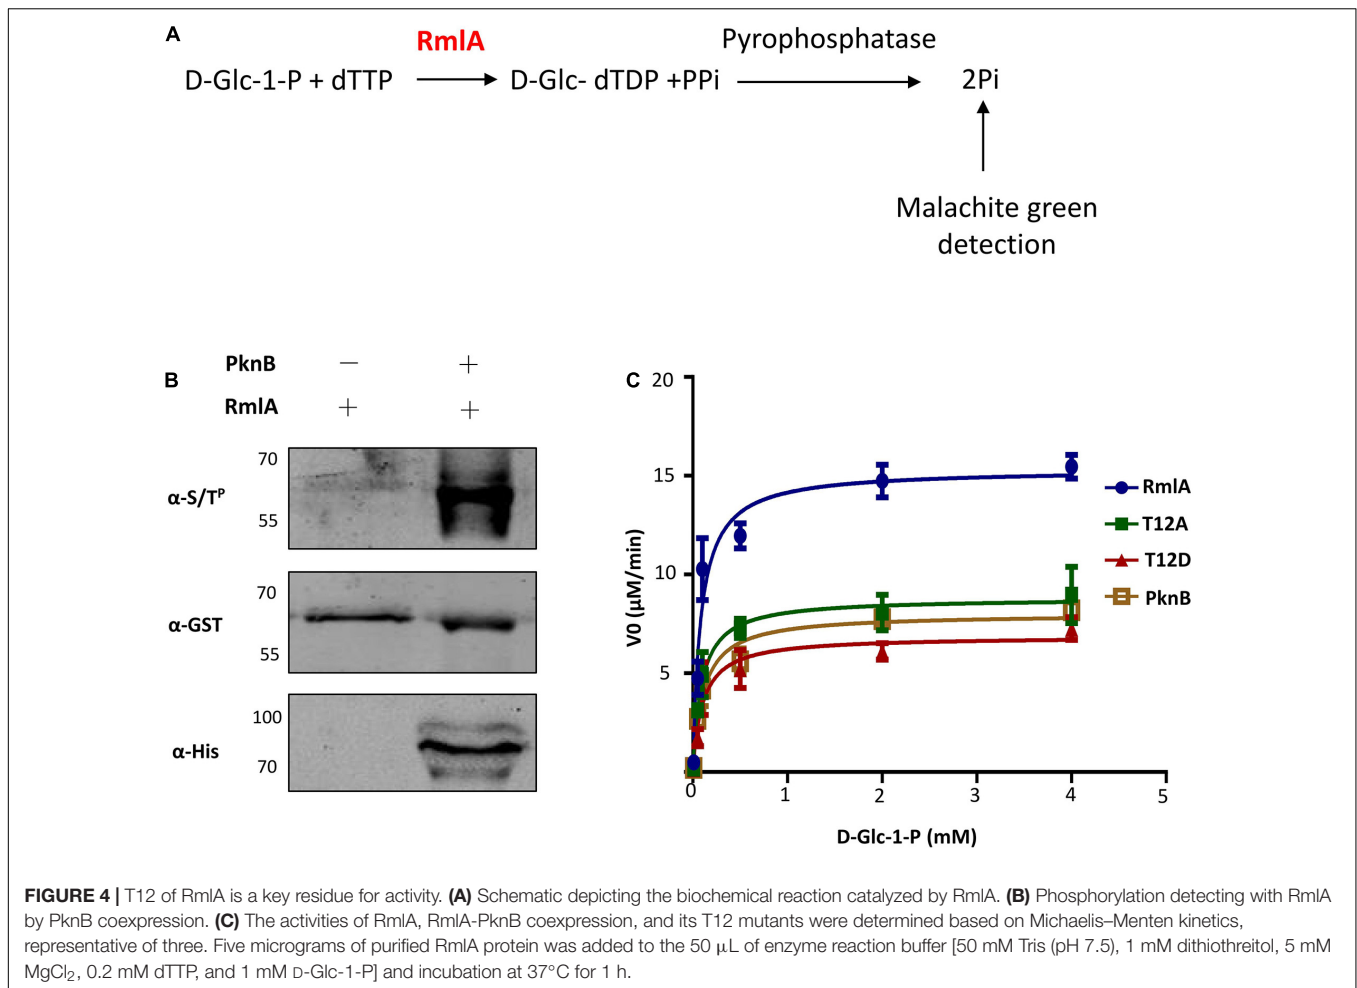 A
RmlA
Pyrophosphatase
D-Glc-1-P + dTTP
D-Glc- dTDP +PPi
2Pi
Malachite green
detection
B
PknB − +
RmlA + +
α-S/Tᴾ
70
55
α-GST
70
55
α-His
100
70
C
20
15
10
5
0 1 2 3 4 5
V0 (µM/min)
D-Glc-1-P (mM)
RmlA
T12A
T12D
PknB
FIGURE 4 | T12 of RmlA is a key residue for activity. (A) Schematic depicting the biochemical reaction catalyzed by RmlA. (B) Phosphorylation detecting with RmlA
by PknB coexpression. (C) The activities of RmlA, RmlA-PknB coexpression, and its T12 mutants were determined based on Michaelis–Menten kinetics,
representative of three. Five micrograms of purified RmlA protein was added to the 50 µL of enzyme reaction buffer [50 mM Tris (pH 7.5), 1 mM dithiothreitol, 5 mM
MgCl₂, 0.2 mM dTTP, and 1 mM D-Glc-1-P] and incubation at 37°C for 1 h.